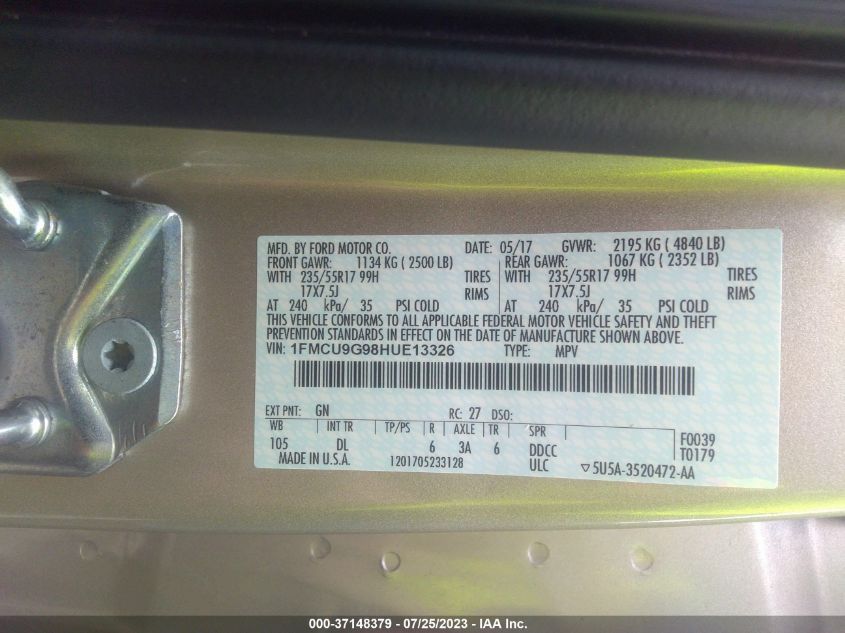 MFD. BY FORD MOTOR CO. DATE: 05/17 GVWR: 2195 KG ( 4840 LB)
FRONT GAWR: 1134 KG ( 2500 LB) REAR GAWR: 1067 KG ( 2352 LB)
WITH 235/55R17 99H TIRES WITH 235/55R17 99H TIRES
17X7.5J RIMS 17X7.5J RIMS
AT 240 kPa/ 35 PSI COLD AT 240 kPa/ 35 PSI COLD
THIS VEHICLE CONFORMS TO ALL APPLICABLE FEDERAL MOTOR VEHICLE SAFETY AND THEFT
PREVENTION STANDARDS IN EFFECT ON THE DATE OF MANUFACTURE SHOWN ABOVE.
VIN: 1FMCU9G98HUE13326 TYPE: MPV
EXT PNT: GN RC: 27 DSO:
WB INT TR TP/PS R AXLE TR SPR F0039
105 DL 6 3A 6 DDCC T0179
MADE IN U.S.A. 1201705233128 ULC ▽5U5A-3520472-AA
000-37148379 - 07/25/2023 - IAA Inc.